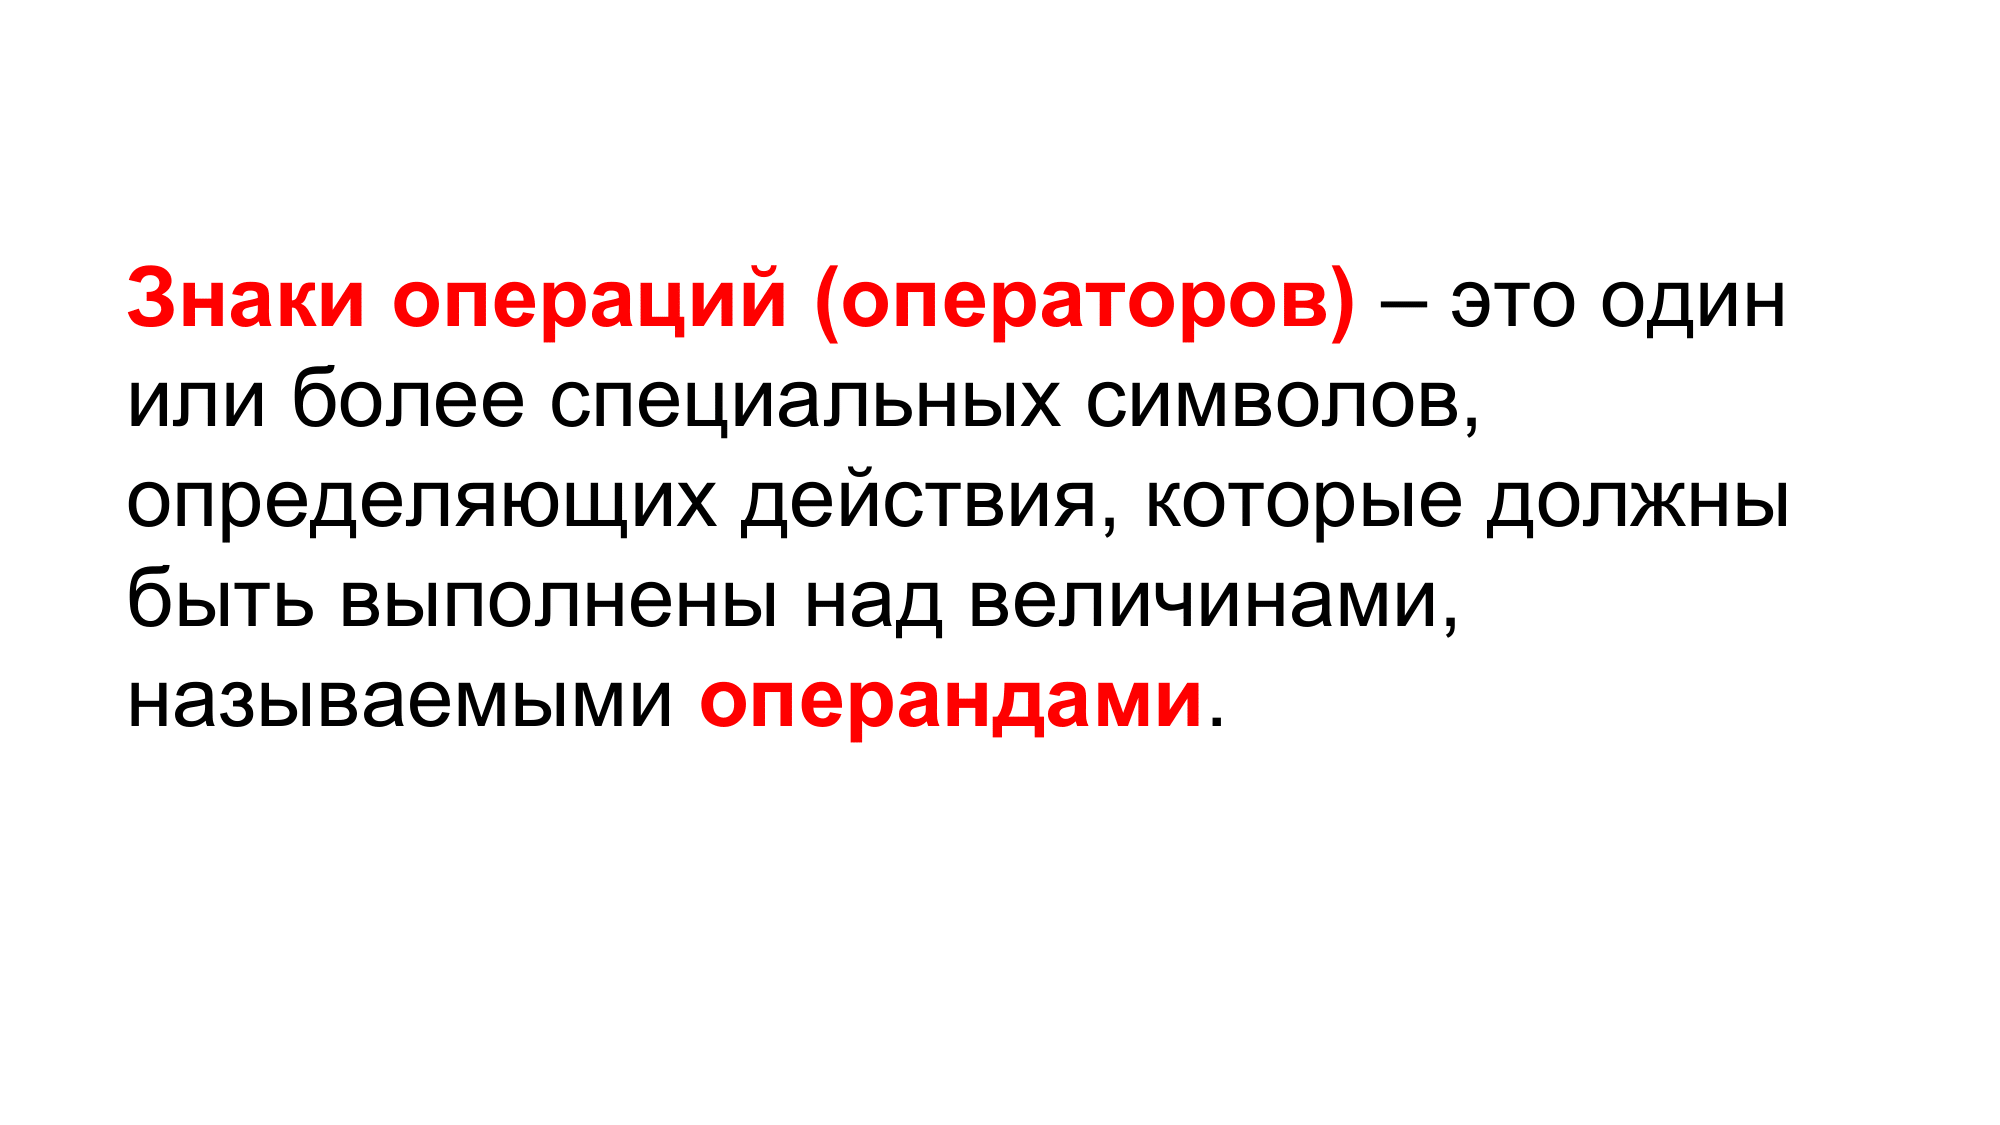 Знаки операций (операторов) – это один
или более специальных символов,
определяющих действия, которые должны
быть выполнены над величинами,
называемыми операндами.